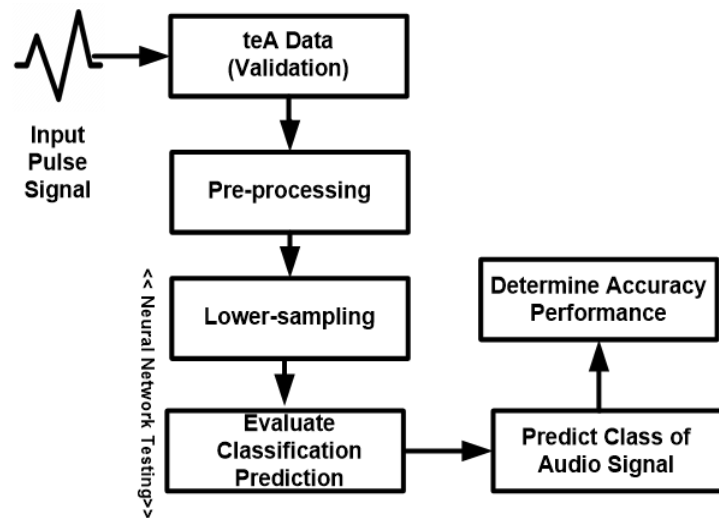 teA Data
(Validation)
Input
Pulse
Signal
Pre-processing
Lower-sampling
<< Neural Network Testing>>
Evaluate
Classification
Prediction
Predict Class of
Audio Signal
Determine Accuracy
Performance